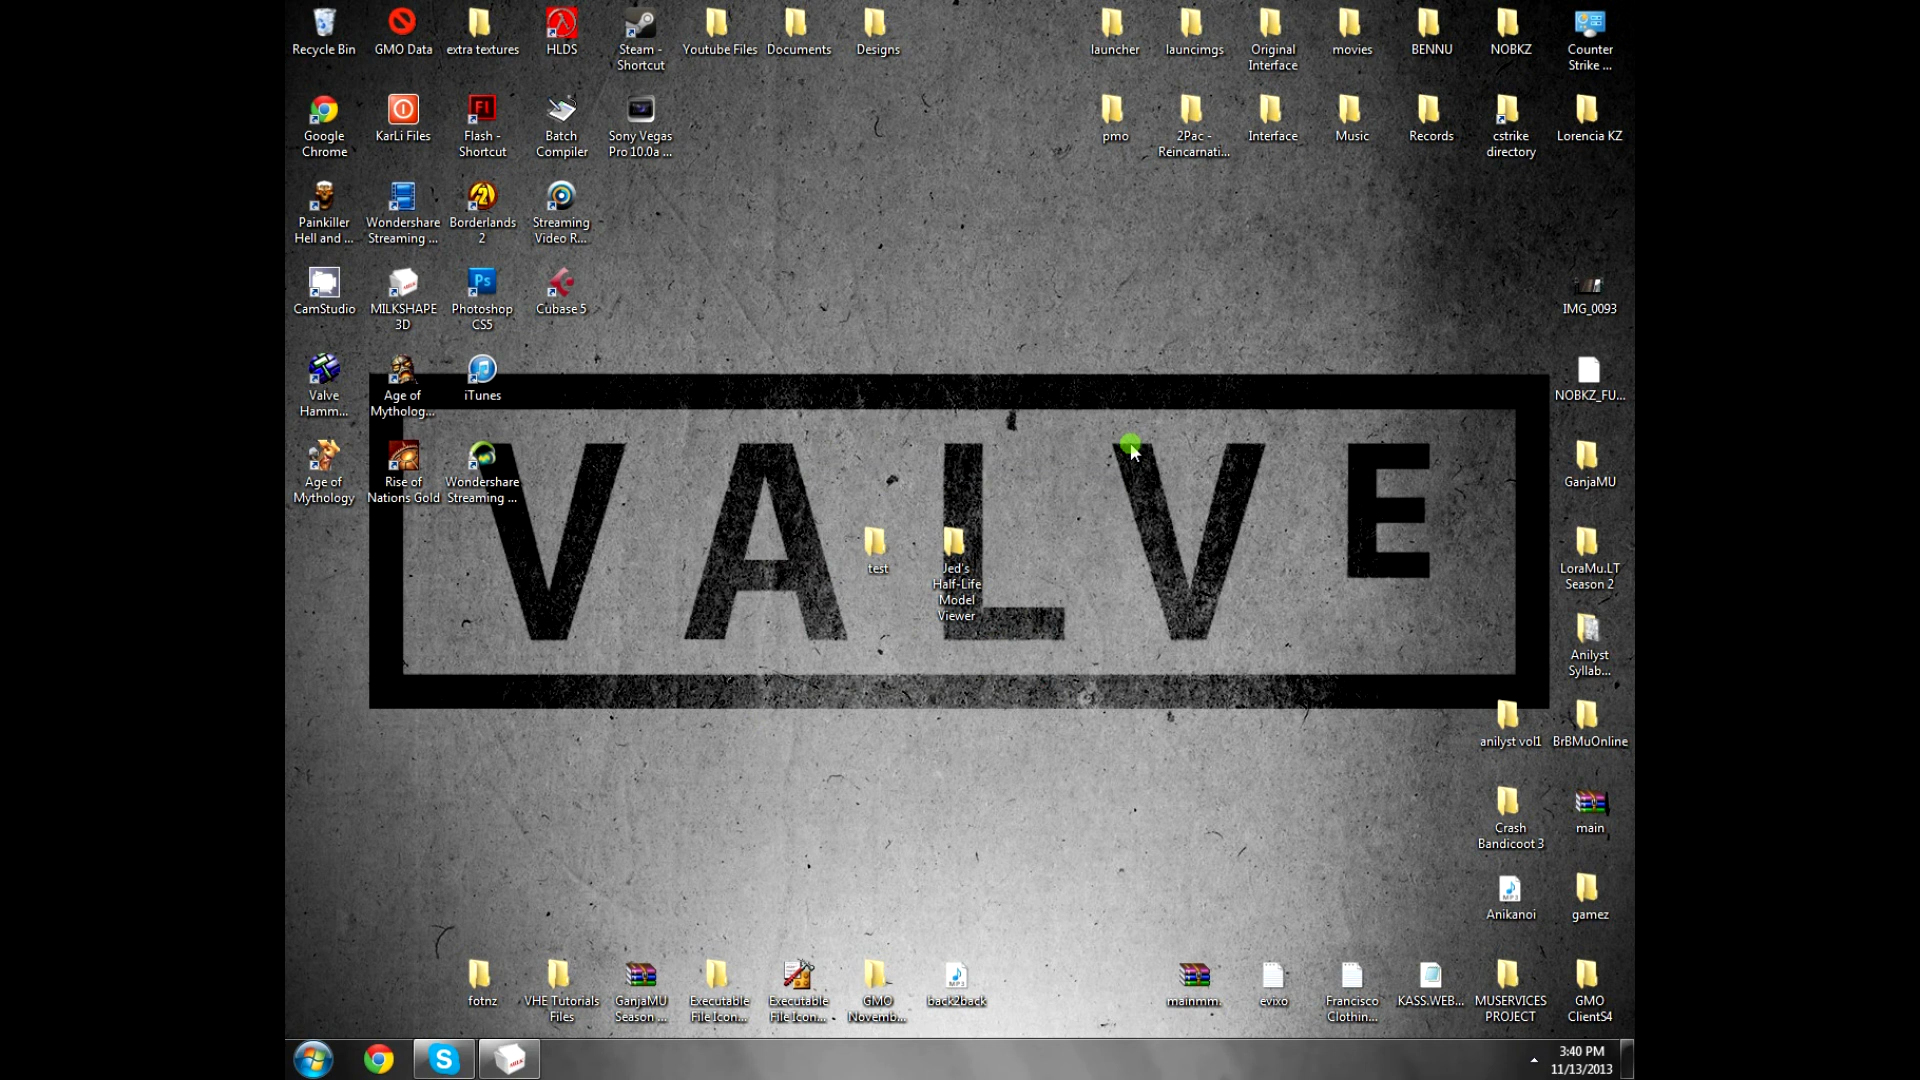 Recycle Bin
GMO Data
extra textures
HLDS
Steam -
Shortcut
Youtube Files
Documents
Designs
launcher
launcimgs
Original
Interface
movies
BENNU
NOBKZ
Counter
Strike ...
Google
Chrome
KarLi Files
Flash -
Shortcut
Batch
Compiler
Sony Vegas
Pro 10.0a ...
pmo
2Pac -
Reincarnati...
Interface
Music
Records
cstrike
directory
Lorencia KZ
Painkiller
Hell and ...
Wondershare
Streaming ...
Borderlands
2
Streaming
Video R...
CamStudio
MILKSHAPE
3D
Photoshop
CS5
Cubase 5
IMG_0093
Valve
Hamm...
Age of
Mytholog...
iTunes
NOBKZ_FU...
Age of
Mythology
Rise of
Nations Gold
Wondershare
Streaming ...
GanjaMU
VALVE
test
Jed's
Half-Life
Model
Viewer
LoraMu.LT
Season 2
Anilyst
Syllab...
anilyst vol1
BrBMuOnline
Crash
Bandicoot 3
main
Anikanoi
gamez
fotnz
VHE Tutorials
Files
GanjaMU
Season ...
Executable
File Icon...
Executable
File Icon...
GMO
Novemb...
back2back
mainmm.
evixo
Francisco
Clothin...
KASS.WEB...
MUSERVICES
PROJECT
GMO
ClientS4
3:40 PM
11/13/2013